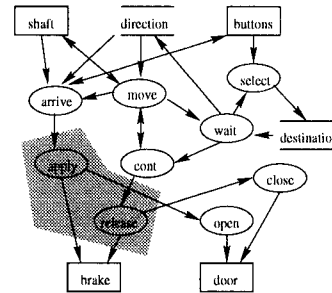 shaft
direction
buttons
select
arrive
move
wait
destination
apply
cont
close
release
open
brake
door